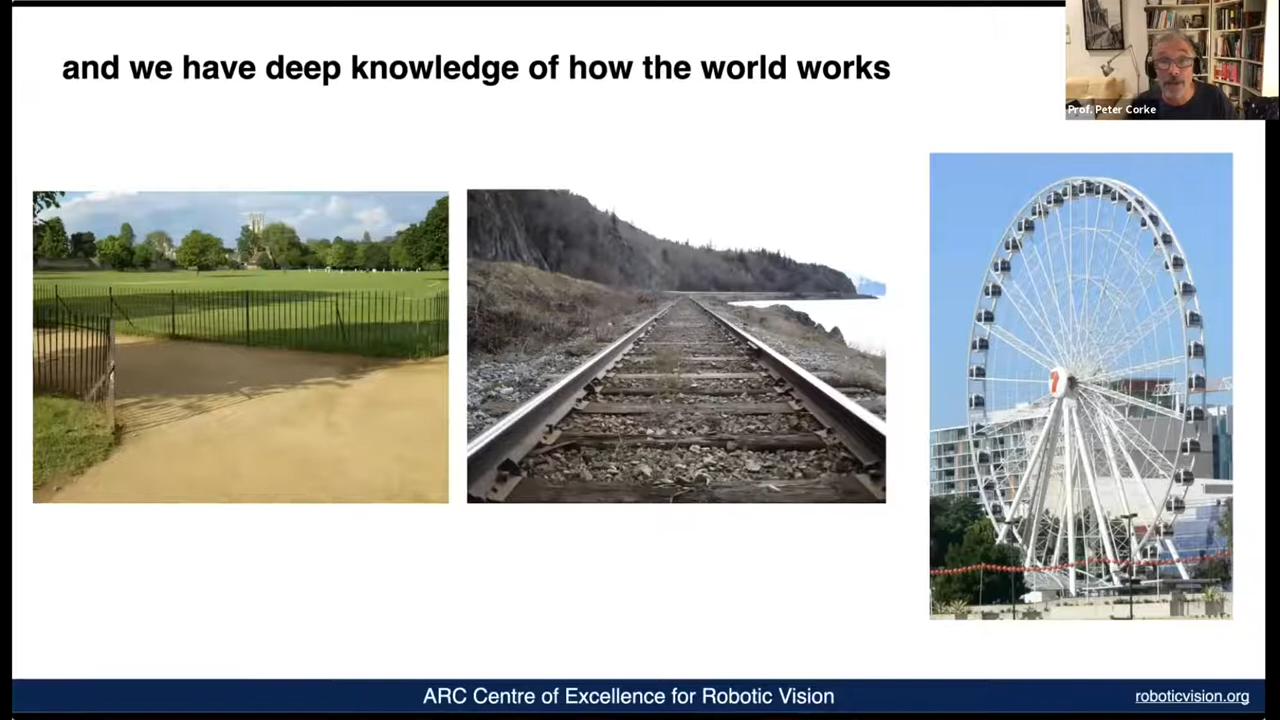 and we have deep knowledge of how the world works
Prof. Peter Corke
7
ARC Centre of Excellence for Robotic Vision
roboticvision.org